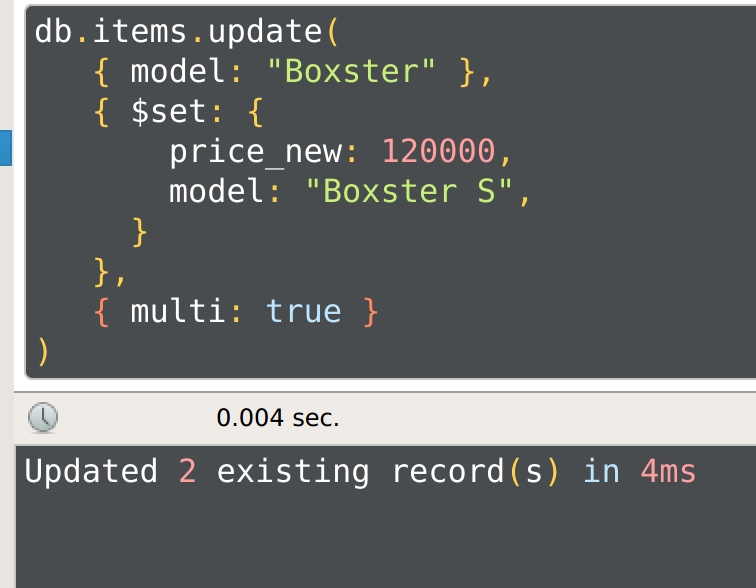 db.items.update(
   { model: "Boxster" },
   { $set: {
       price_new: 120000,
       model: "Boxster S",
     }
   },
   { multi: true }
)
0.004 sec.
Updated 2 existing record(s) in 4ms